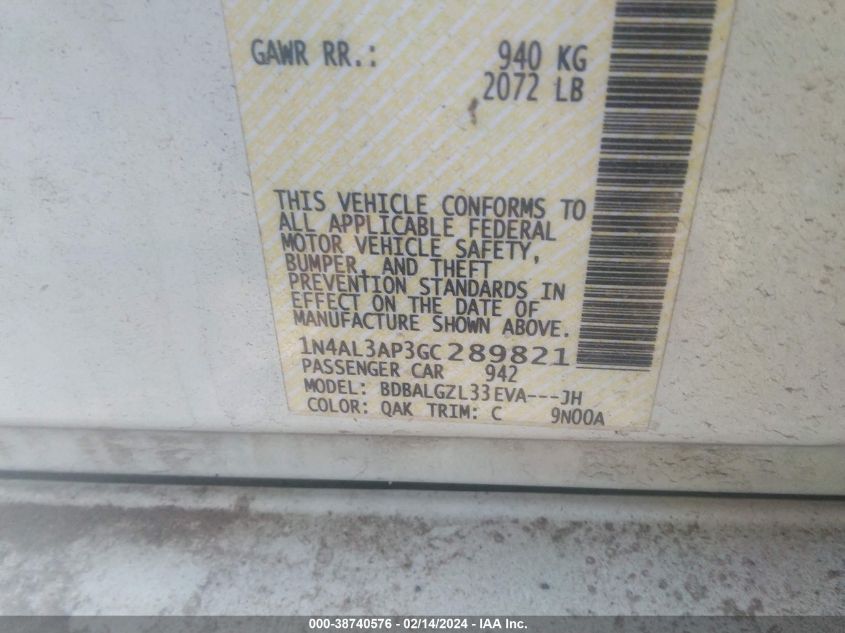 GAWR RR.: 940 KG
2072 LB
THIS VEHICLE CONFORMS TO
ALL APPLICABLE FEDERAL
MOTOR VEHICLE SAFETY,
BUMPER, AND THEFT
PREVENTION STANDARDS IN
EFFECT ON THE DATE OF
MANUFACTURE SHOWN ABOVE.
1N4AL3AP3GC289821
PASSENGER CAR 942
MODEL: BDBALGZL33EVA---JH
COLOR: QAK TRIM: C 9N00A
000-38740576 - 02/14/2024 - IAA Inc.